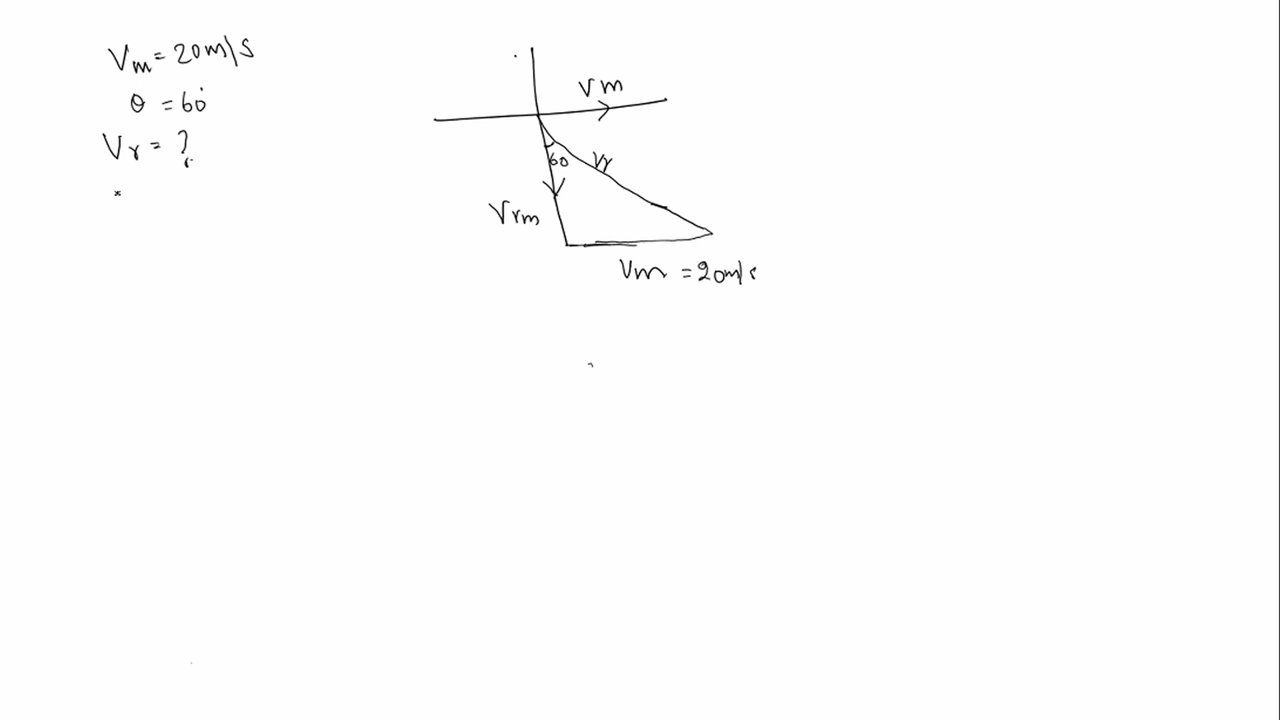 Vm = 20m/s
θ = 60°
Vr = ?
*
Vm
60
Vr
Vrm
Vm = 20m/s